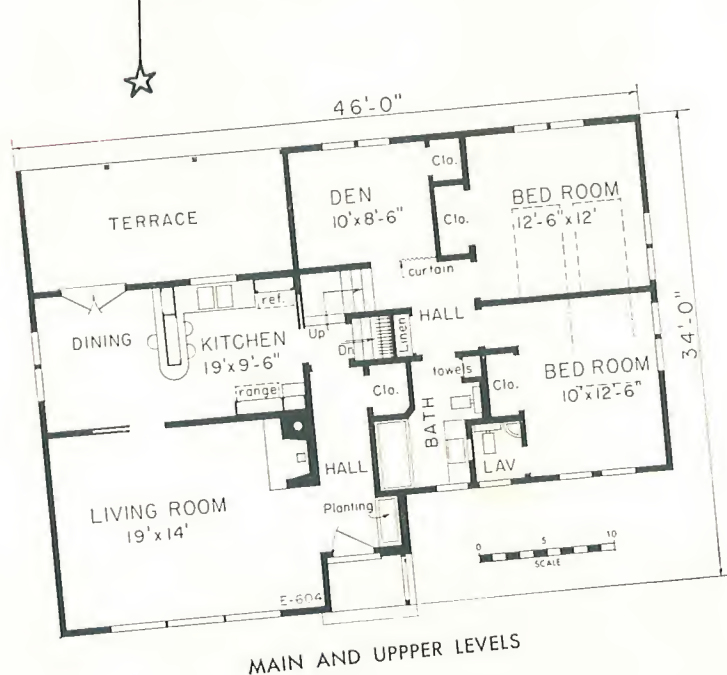 46'-0"
Clo.
DEN
10'x8'-6"
BED ROOM
12'-6"x12'
Clo.
TERRACE
curtain
ref.
HALL
34'-0"
DINING
KITCHEN
19'x9'-6"
Up
Dn
Linen
towels
BED ROOM
10'x12'-6"
Clo.
Clo.
range
BATH
HALL
LAV
LIVING ROOM
19'x14'
Planting
0 5 10
SCALE
E-604
MAIN AND UPPPER LEVELS